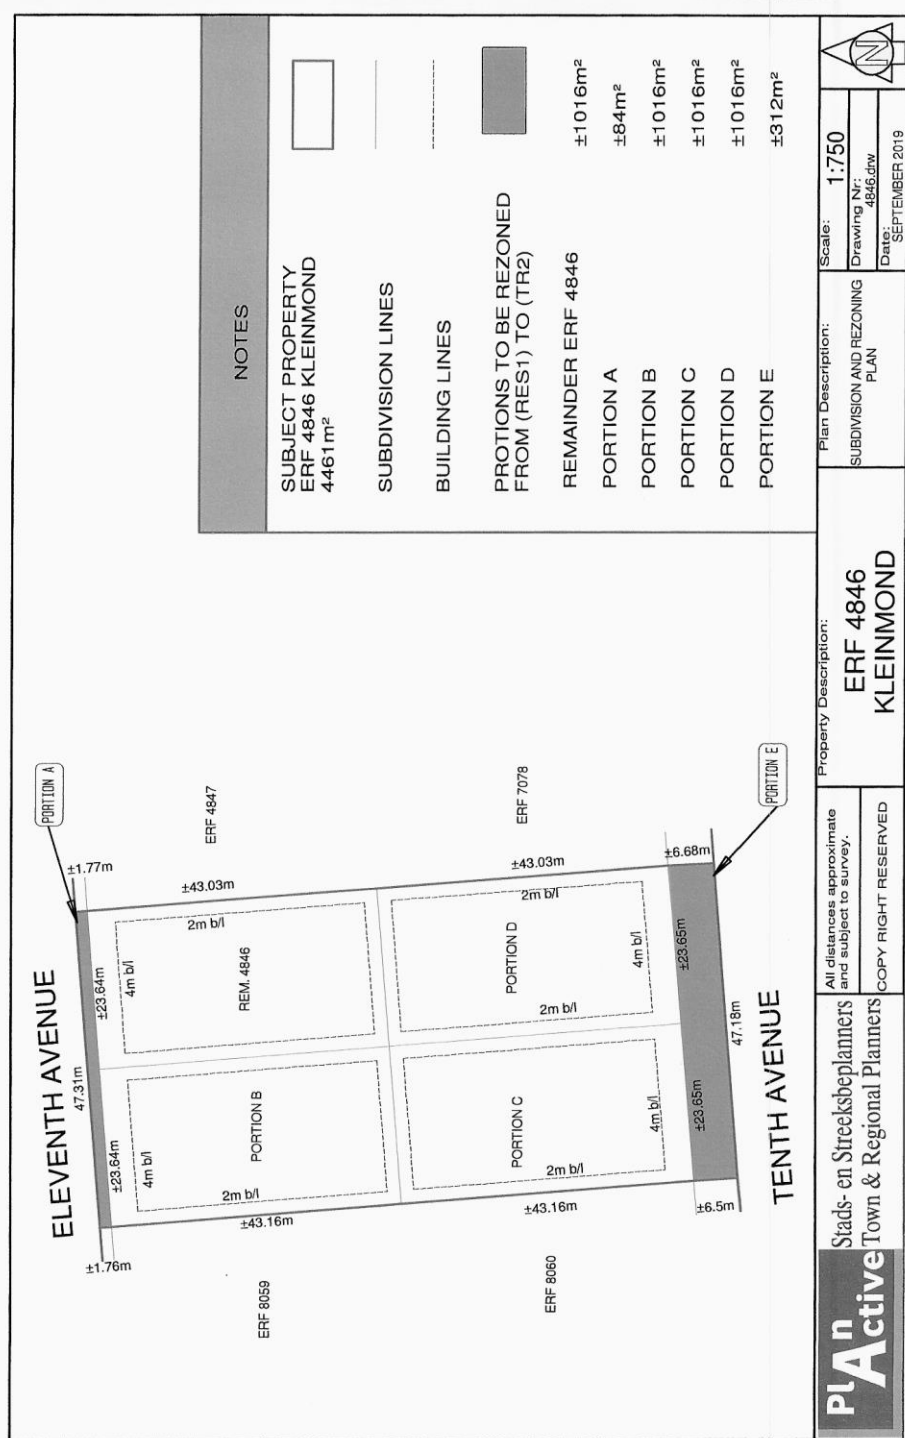 ELEVENTH AVENUE
47.31m
PORTION A
±1.77m
±1.76m
±23.64m
±23.64m
4m b/l
4m b/l
2m b/l
2m b/l
±43.03m
±43.16m
PORTION B
REM. 4846
ERF 8059
ERF 4847
PORTION C
PORTION D
2m b/l
2m b/l
2m b/l
±43.16m
±43.03m
ERF 8060
ERF 7078
4m b/l
4m b/l
±23.65m
±23.65m
±6.5m
±6.68m
47.18m
PORTION E
TENTH AVENUE
NOTES
SUBJECT PROPERTY
ERF 4846 KLEINMOND
4461m²
SUBDIVISION LINES
BUILDING LINES
PROTIONS TO BE REZONED
FROM (RES1) TO (TR2)
REMAINDER ERF 4846 ±1016m²
PORTION A ±84m²
PORTION B ±1016m²
PORTION C ±1016m²
PORTION D ±1016m²
PORTION E ±312m²
PlAn
Active
Stads- en Streeksbeplanners
Town & Regional Planners
All distances approximate
and subject to survey.
COPY RIGHT RESERVED
Property Description:
ERF 4846
KLEINMOND
Plan Description:
SUBDIVISION AND REZONING
PLAN
Scale:
1:750
Drawing Nr:
4846.drw
Date:
SEPTEMBER 2019
N